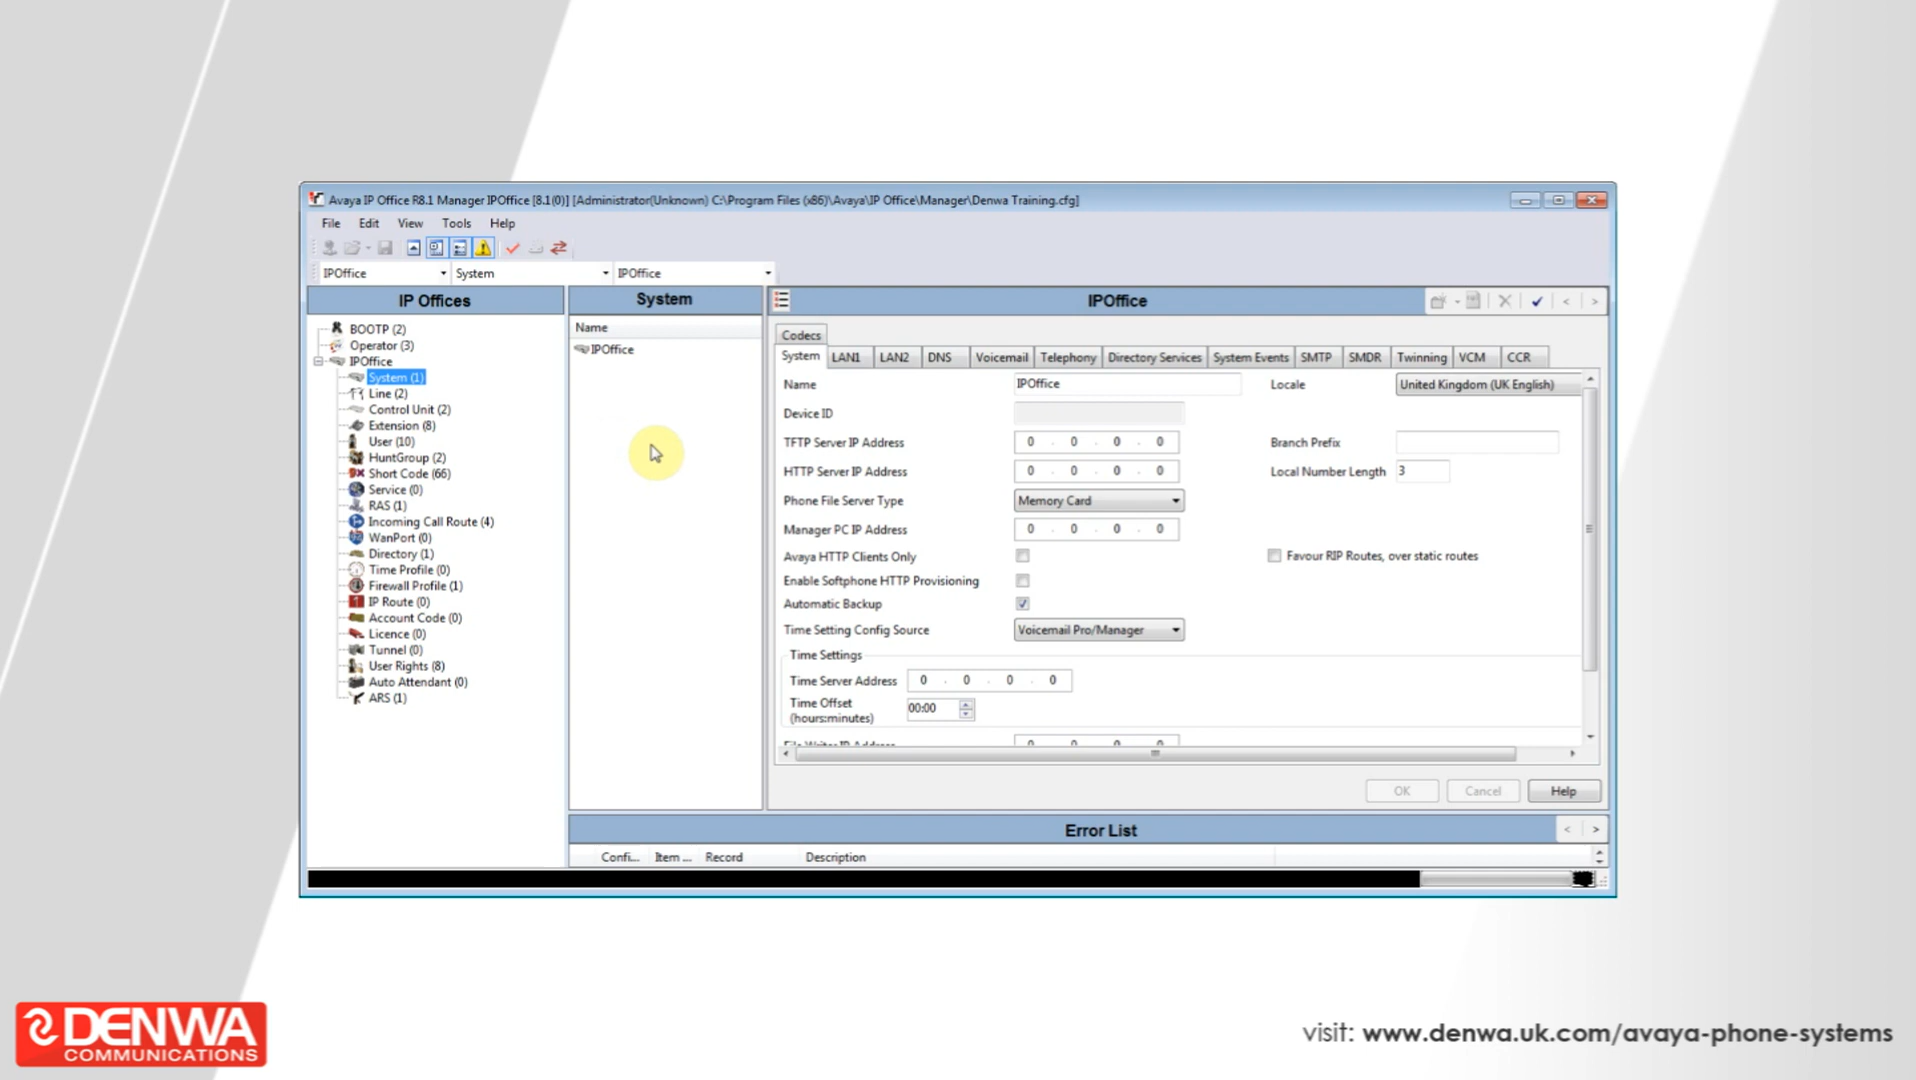 Avaya IP Office R8.1 Manager IPOffice [8.1(0)] [Administrator(Unknown) C:\Program Files (x86)\Avaya\IP Office\Manager\Denwa Training.cfg]
File Edit View Tools Help
IPOffice System IPOffice
IP Offices
BOOTP (2)
Operator (3)
IPOffice
System (1)
Line (2)
Control Unit (2)
Extension (8)
User (10)
HuntGroup (2)
Short Code (66)
Service (0)
RAS (1)
Incoming Call Route (4)
WanPort (0)
Directory (1)
Time Profile (0)
Firewall Profile (1)
IP Route (0)
Account Code (0)
Licence (0)
Tunnel (0)
User Rights (8)
Auto Attendant (0)
ARS (1)
System
Name
IPOffice
IPOffice
Codecs
System LAN1 LAN2 DNS Voicemail Telephony Directory Services System Events SMTP SMDR Twinning VCM CCR
Name IPOffice Locale United Kingdom (UK English)
Device ID
TFTP Server IP Address 0 . 0 . 0 . 0 Branch Prefix
HTTP Server IP Address 0 . 0 . 0 . 0 Local Number Length 3
Phone File Server Type Memory Card
Manager PC IP Address 0 . 0 . 0 . 0
Avaya HTTP Clients Only Favour RIP Routes, over static routes
Enable Softphone HTTP Provisioning
Automatic Backup
Time Setting Config Source Voicemail Pro/Manager
Time Settings
Time Server Address 0 . 0 . 0 . 0
Time Offset 00:00
(hours:minutes)
File Writer IP Address 0 0 0 0
OK Cancel Help
Error List
Confi... Item ... Record Description
DENWA
COMMUNICATIONS
visit: www.denwa.uk.com/avaya-phone-systems